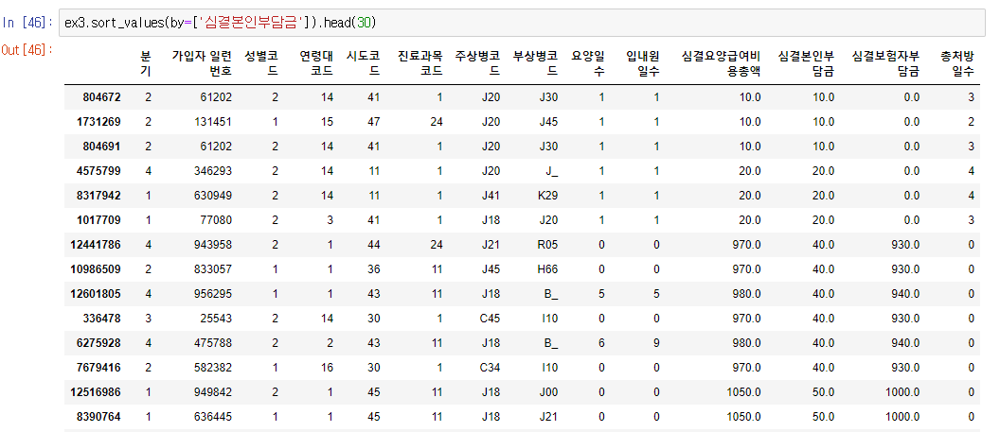 In [46]: ex3.sort_values(by=['심결본인부담금']).head(30)
Out[46]:
분기 가입자 일련번호 성별코드 연령대코드 시도코드 진료과목코드 주상병코드 부상병코드 요양일수 입내원일수 심결요양급여비용총액 심결본인부담금 심결보험자부담금 총처방일수
804672 2 61202 2 14 41 1 J20 J30 1 1 10.0 10.0 0.0 3
1731269 2 131451 1 15 47 24 J20 J45 1 1 10.0 10.0 0.0 2
804691 2 61202 2 14 41 1 J20 J30 1 1 10.0 10.0 0.0 3
4575799 4 346293 2 14 11 1 J20 J_ 1 1 20.0 20.0 0.0 4
8317942 1 630949 2 14 11 1 J41 K29 1 1 20.0 20.0 0.0 4
1017709 1 77080 2 3 41 1 J18 J20 1 1 20.0 20.0 0.0 3
12441786 4 943958 2 1 44 24 J21 R05 0 0 970.0 40.0 930.0 0
10986509 2 833057 1 1 36 11 J45 H66 0 0 970.0 40.0 930.0 0
12601805 4 956295 1 1 43 11 J18 B_ 5 5 980.0 40.0 940.0 0
336478 3 25543 2 14 30 1 C45 I10 0 0 970.0 40.0 930.0 0
6275928 4 475788 2 2 43 11 J18 B_ 6 9 980.0 40.0 940.0 0
7679416 2 582382 1 16 30 1 C34 I10 0 0 970.0 40.0 930.0 0
12516986 1 949842 2 1 45 11 J18 J00 0 0 1050.0 50.0 1000.0 0
8390764 1 636445 1 1 45 11 J18 J21 0 0 1050.0 50.0 1000.0 0